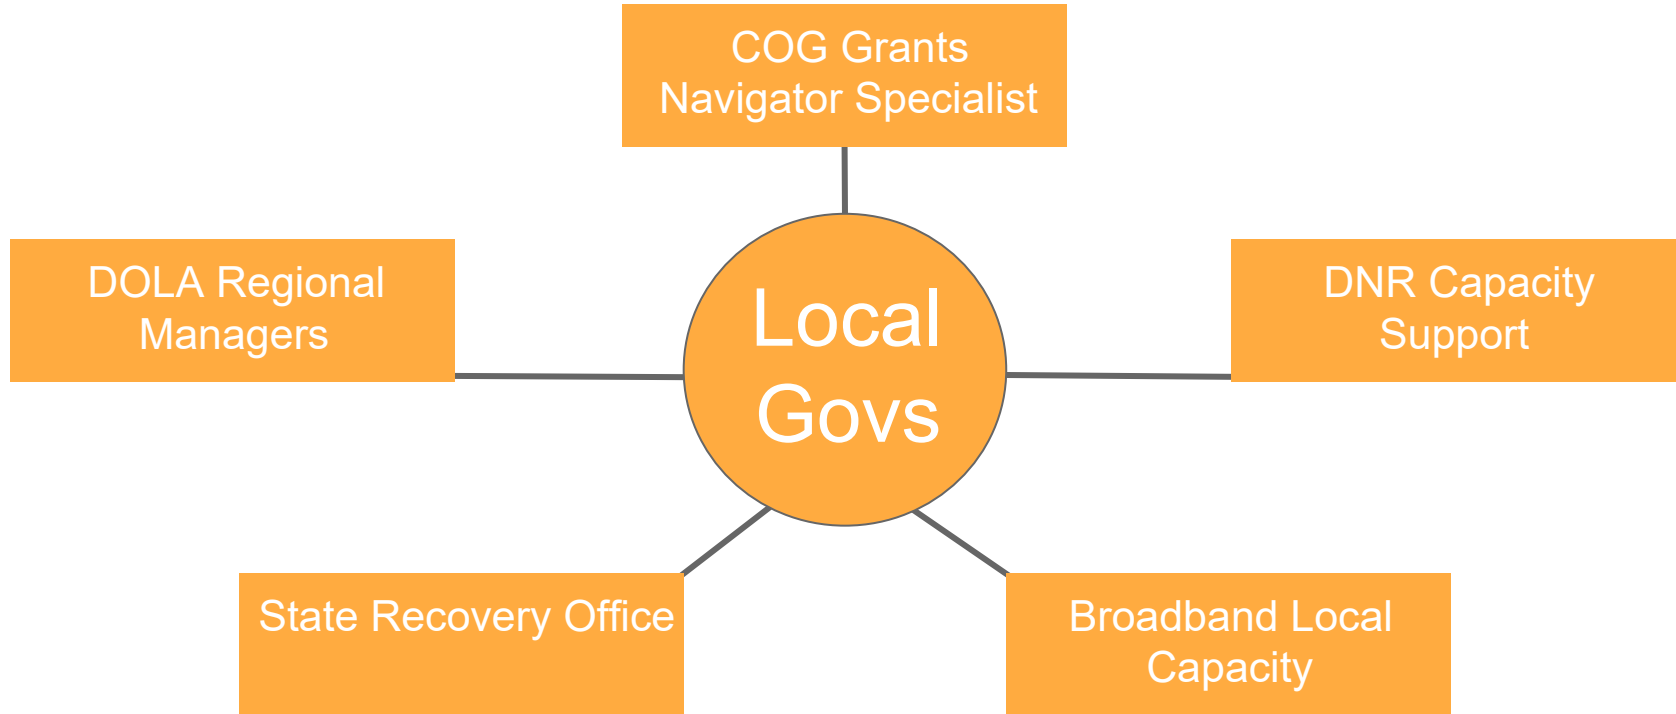 COG Grants
Navigator Specialist
DOLA Regional
Managers
Local
Govs
DNR Capacity
Support
State Recovery Office
Broadband Local
Capacity